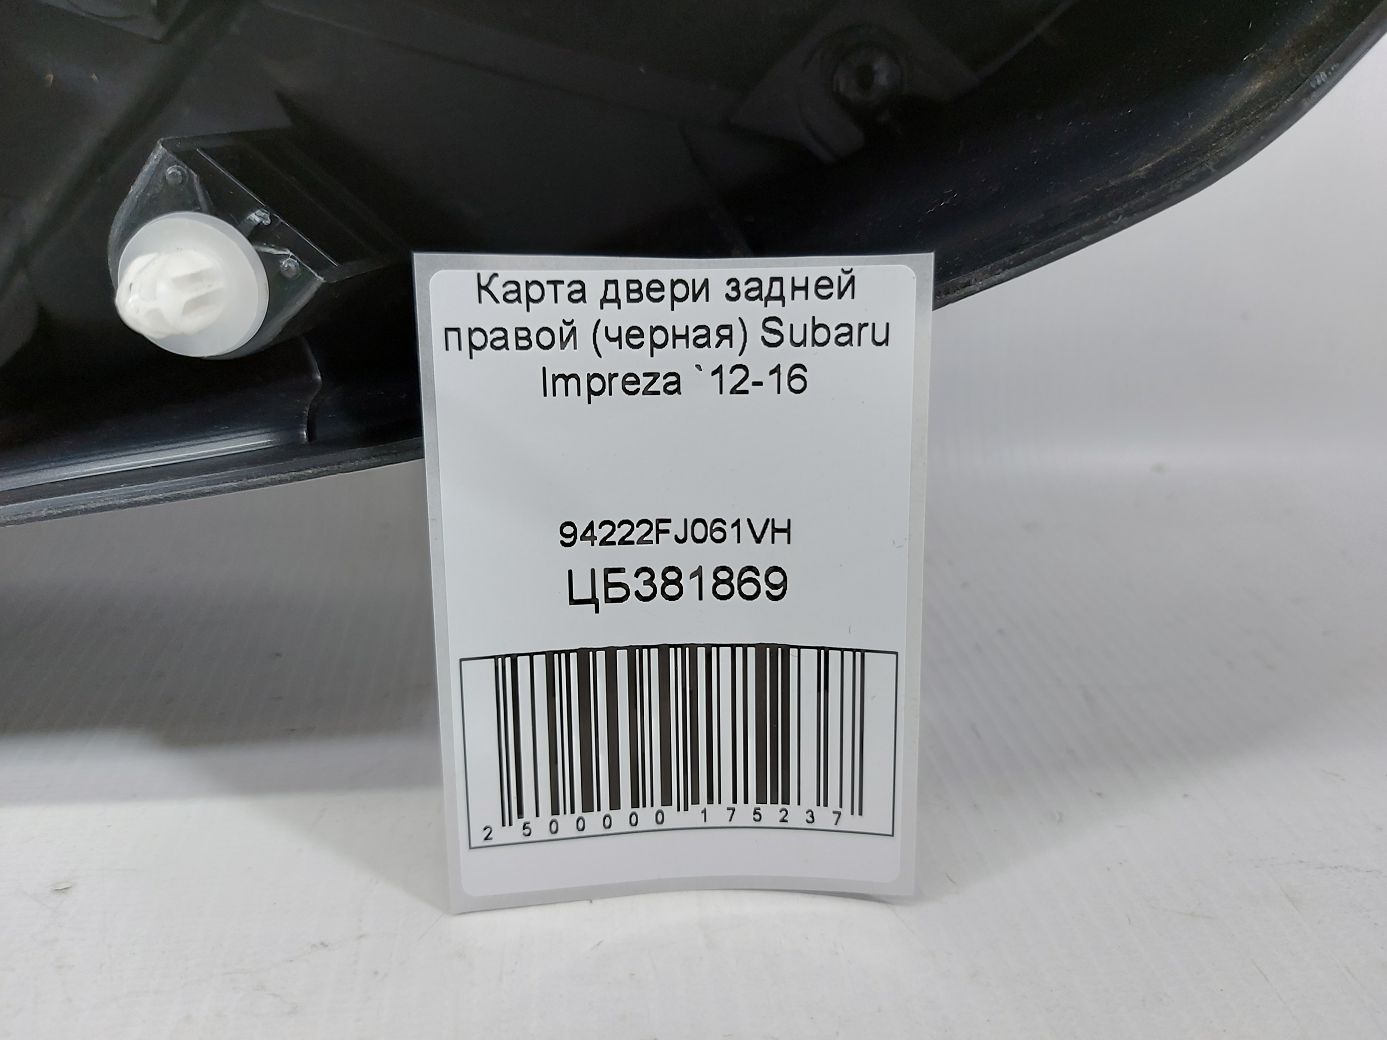 Карта двери задней
правой (черная) Subaru
Impreza `12-16
94222FJ061VH
ЦБ381869
2 500000 175237